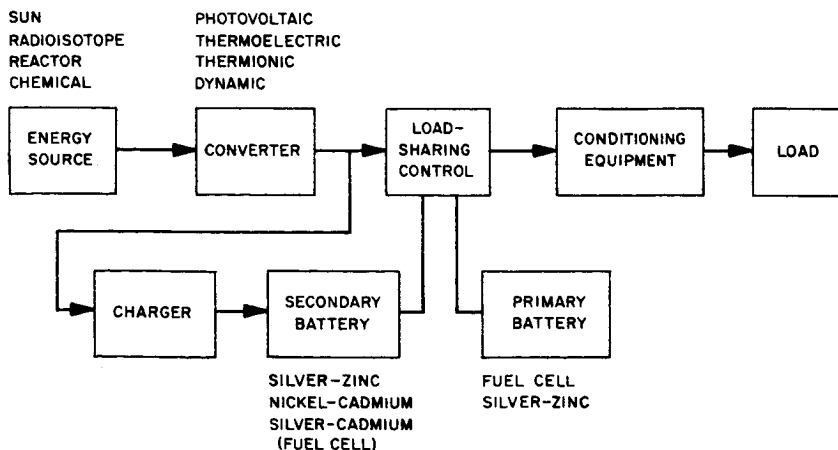 SUN
RADIOISOTOPE
REACTOR
CHEMICAL
PHOTOVOLTAIC
THERMOELECTRIC
THERMIONIC
DYNAMIC
ENERGY
SOURCE
CONVERTER
LOAD-
SHARING
CONTROL
CONDITIONING
EQUIPMENT
LOAD
CHARGER
SECONDARY
BATTERY
PRIMARY
BATTERY
SILVER-ZINC
NICKEL-CADMIUM
SILVER-CADMIUM
(FUEL CELL)
FUEL CELL
SILVER-ZINC